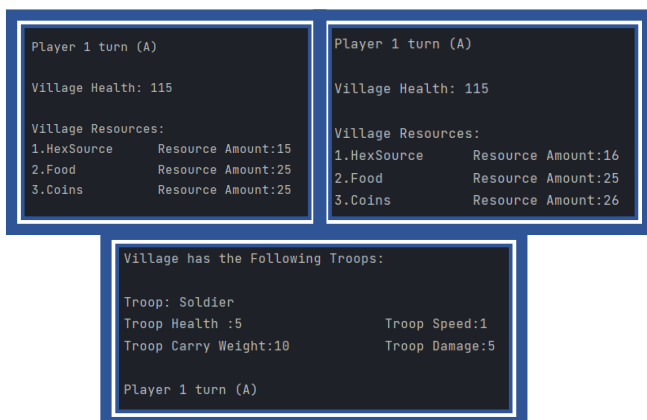 Player 1 turn (A)
Village Health: 115
Village Resources:
1.HexSource Resource Amount:15
2.Food Resource Amount:25
3.Coins Resource Amount:25
Player 1 turn (A)
Village Health: 115
Village Resources:
1.HexSource Resource Amount:16
2.Food Resource Amount:25
3.Coins Resource Amount:26
Village has the Following Troops:
Troop: Soldier
Troop Health :5 Troop Speed:1
Troop Carry Weight:10 Troop Damage:5
Player 1 turn (A)